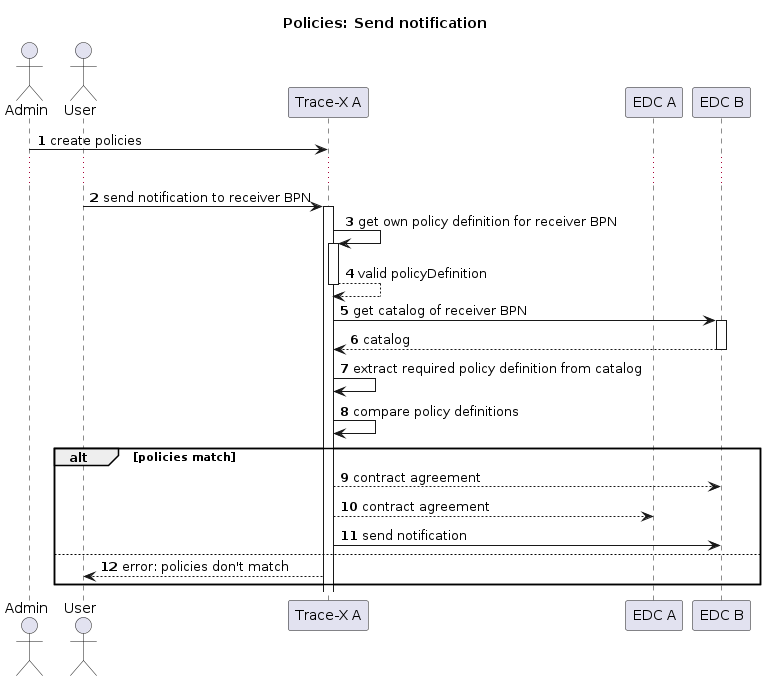 Policies: Send notification
Admin
User
Trace-X A
EDC A
EDC B
1 create policies
2 send notification to receiver BPN
3 get own policy definition for receiver BPN
4 valid policyDefinition
5 get catalog of receiver BPN
6 catalog
7 extract required policy definition from catalog
8 compare policy definitions
alt
[policies match]
9 contract agreement
10 contract agreement
11 send notification
12 error: policies don't match
Admin
User
Trace-X A
EDC A
EDC B